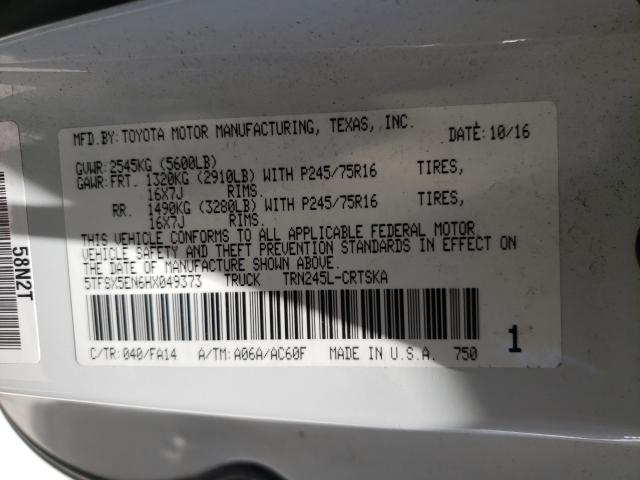 MFD.BY: TOYOTA MOTOR MANUFACTURING, TEXAS, INC. DATE: 10/16
GVWR: 2545KG (5600LB)
GAWR: FRT. 1320KG (2910LB) WITH P245/75R16 TIRES,
16X7J RIMS.
RR. 1490KG (3280LB) WITH P245/75R16 TIRES,
16X7J RIMS.
THIS VEHICLE CONFORMS TO ALL APPLICABLE FEDERAL MOTOR
VEHICLE SAFETY AND THEFT PREVENTION STANDARDS IN EFFECT ON
THE DATE OF MANUFACTURE SHOWN ABOVE.
5TFSX5EN6HX049373 TRUCK TRN245L-CRTSKA
C/TR: 040/FA14 A/TM: A06A/AC60F MADE IN U.S.A. 750
1
58N2T